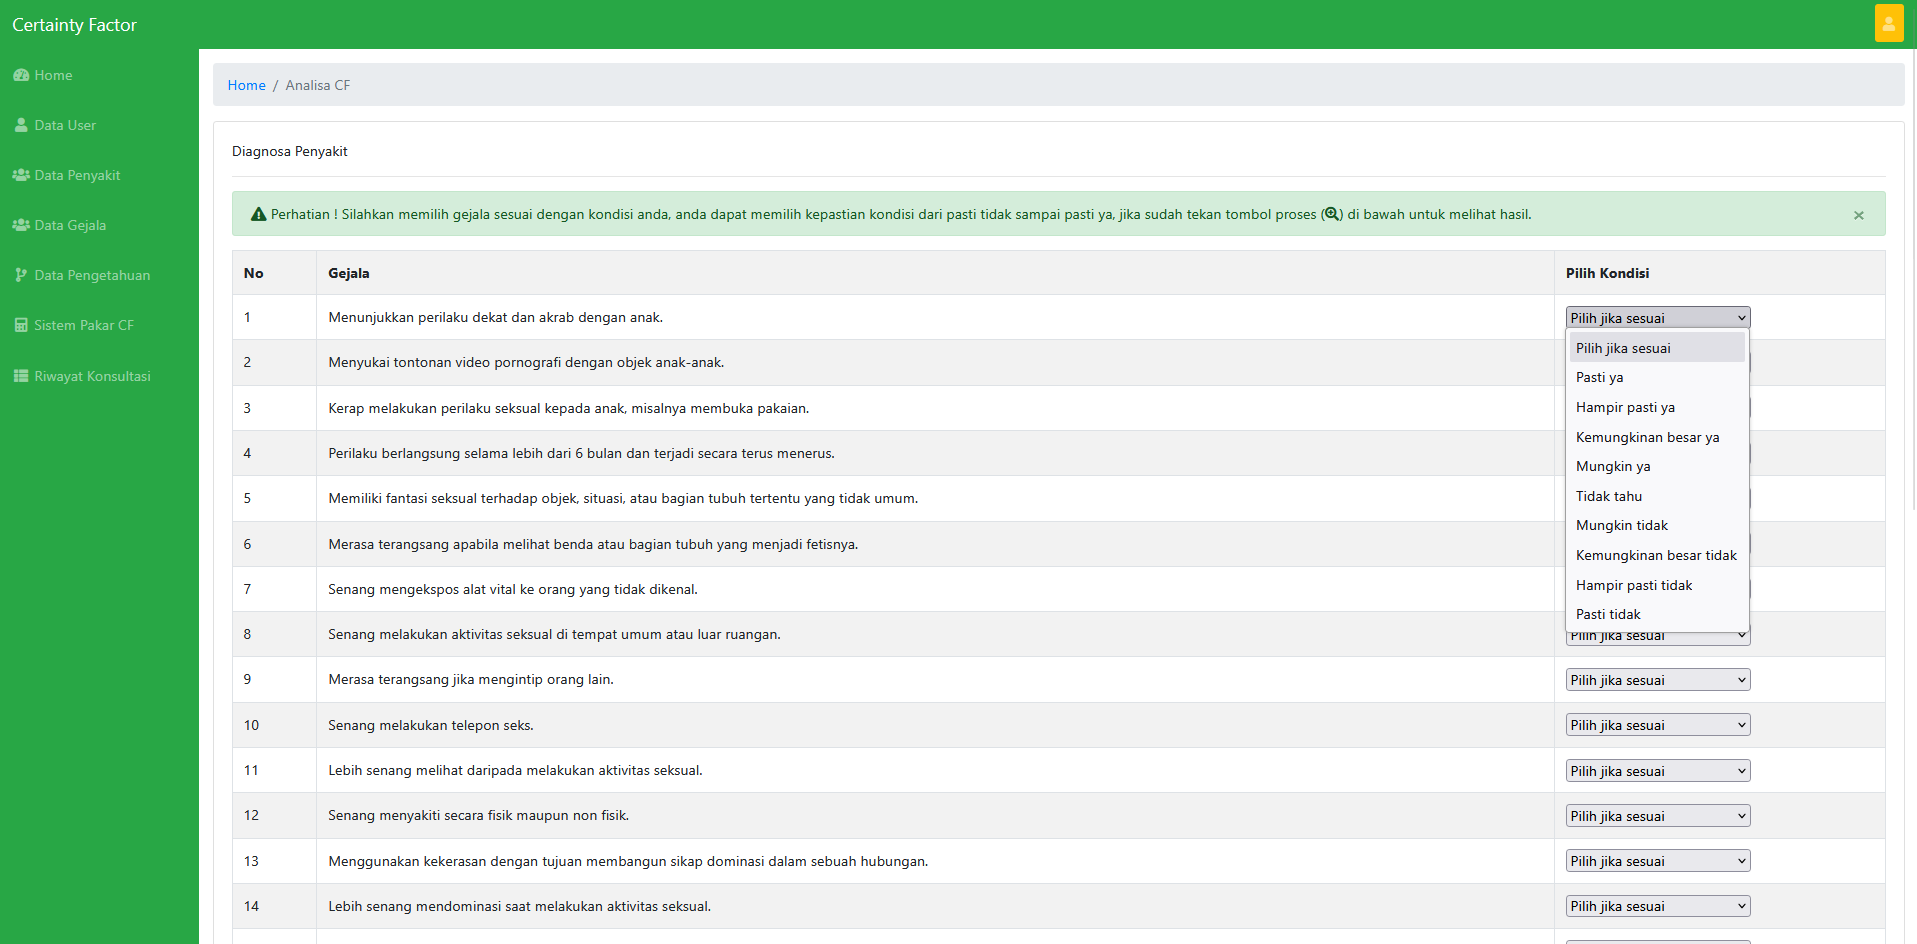 Certainty Factor
Home
Data User
Data Penyakit
Data Gejala
Data Pengetahuan
Sistem Pakar CF
Riwayat Konsultasi
Home / Analisa CF
Diagnosa Penyakit
Perhatian ! Silahkan memilih gejala sesuai dengan kondisi anda, anda dapat memilih kepastian kondisi dari pasti tidak sampai pasti ya, jika sudah tekan tombol proses () di bawah untuk melihat hasil. ×
No Gejala Pilih Kondisi
1 Menunjukkan perilaku dekat dan akrab dengan anak. Pilih jika sesuai
2 Menyukai tontonan video pornografi dengan objek anak-anak.
3 Kerap melakukan perilaku seksual kepada anak, misalnya membuka pakaian.
4 Perilaku berlangsung selama lebih dari 6 bulan dan terjadi secara terus menerus.
5 Memiliki fantasi seksual terhadap objek, situasi, atau bagian tubuh tertentu yang tidak umum.
6 Merasa terangsang apabila melihat benda atau bagian tubuh yang menjadi fetisnya.
7 Senang mengekspos alat vital ke orang yang tidak dikenal.
Pilih jika sesuai
Pasti ya
Hampir pasti ya
Kemungkinan besar ya
Mungkin ya
Tidak tahu
Mungkin tidak
Kemungkinan besar tidak
Hampir pasti tidak
Pasti tidak
8 Senang melakukan aktivitas seksual di tempat umum atau luar ruangan. Pilih jika sesuai
9 Merasa terangsang jika mengintip orang lain. Pilih jika sesuai
10 Senang melakukan telepon seks. Pilih jika sesuai
11 Lebih senang melihat daripada melakukan aktivitas seksual. Pilih jika sesuai
12 Senang menyakiti secara fisik maupun non fisik. Pilih jika sesuai
13 Menggunakan kekerasan dengan tujuan membangun sikap dominasi dalam sebuah hubungan. Pilih jika sesuai
14 Lebih senang mendominasi saat melakukan aktivitas seksual. Pilih jika sesuai